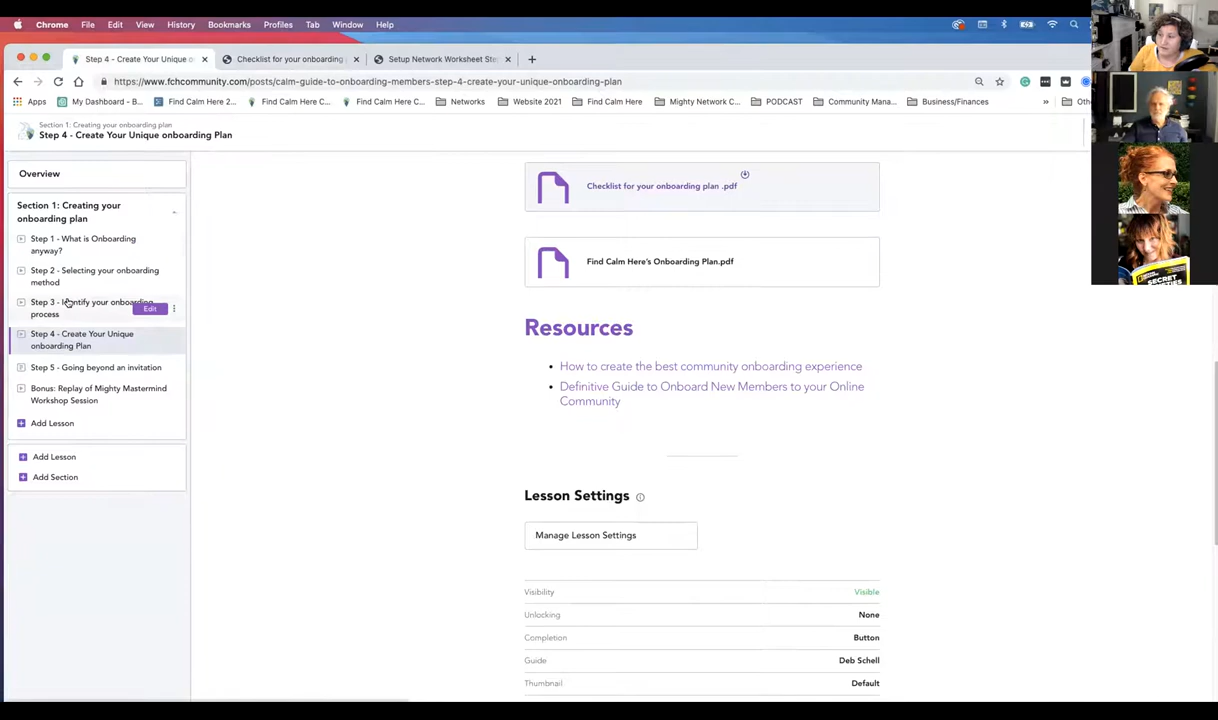 Chrome File Edit View History Bookmarks Profiles Tab Window Help
Step 4 - Create Your Unique o
Checklist for your onboarding
Setup Network Worksheet Ste
https://www.fchcommunity.com/posts/calm-guide-to-onboarding-members-step-4-create-your-unique-onboarding-plan
Apps My Dashboard - B... Find Calm Here 2... Find Calm Here C... Find Calm Here C... Networks Website 2021 Find Calm Here Mighty Network C... PODCAST Community Mana... Business/Finances » Oth
Section 1: Creating your onboarding plan
Step 4 - Create Your Unique onboarding Plan
Overview
Section 1: Creating your
onboarding plan
Step 1 - What is Onboarding
anyway?
Step 2 - Selecting your onboarding
method
Step 3 - Identify your onboarding
process
Edit
Step 4 - Create Your Unique
onboarding Plan
Step 5 - Going beyond an invitation
Bonus: Replay of Mighty Mastermind
Workshop Session
Add Lesson
Add Lesson
Add Section
Checklist for your onboarding plan .pdf
Find Calm Here's Onboarding Plan.pdf
Resources
• How to create the best community onboarding experience
• Definitive Guide to Onboard New Members to your Online
Community
Lesson Settings
Manage Lesson Settings
Visibility Visible
Unlocking None
Completion Button
Guide Deb Schell
Thumbnail Default
SECRET